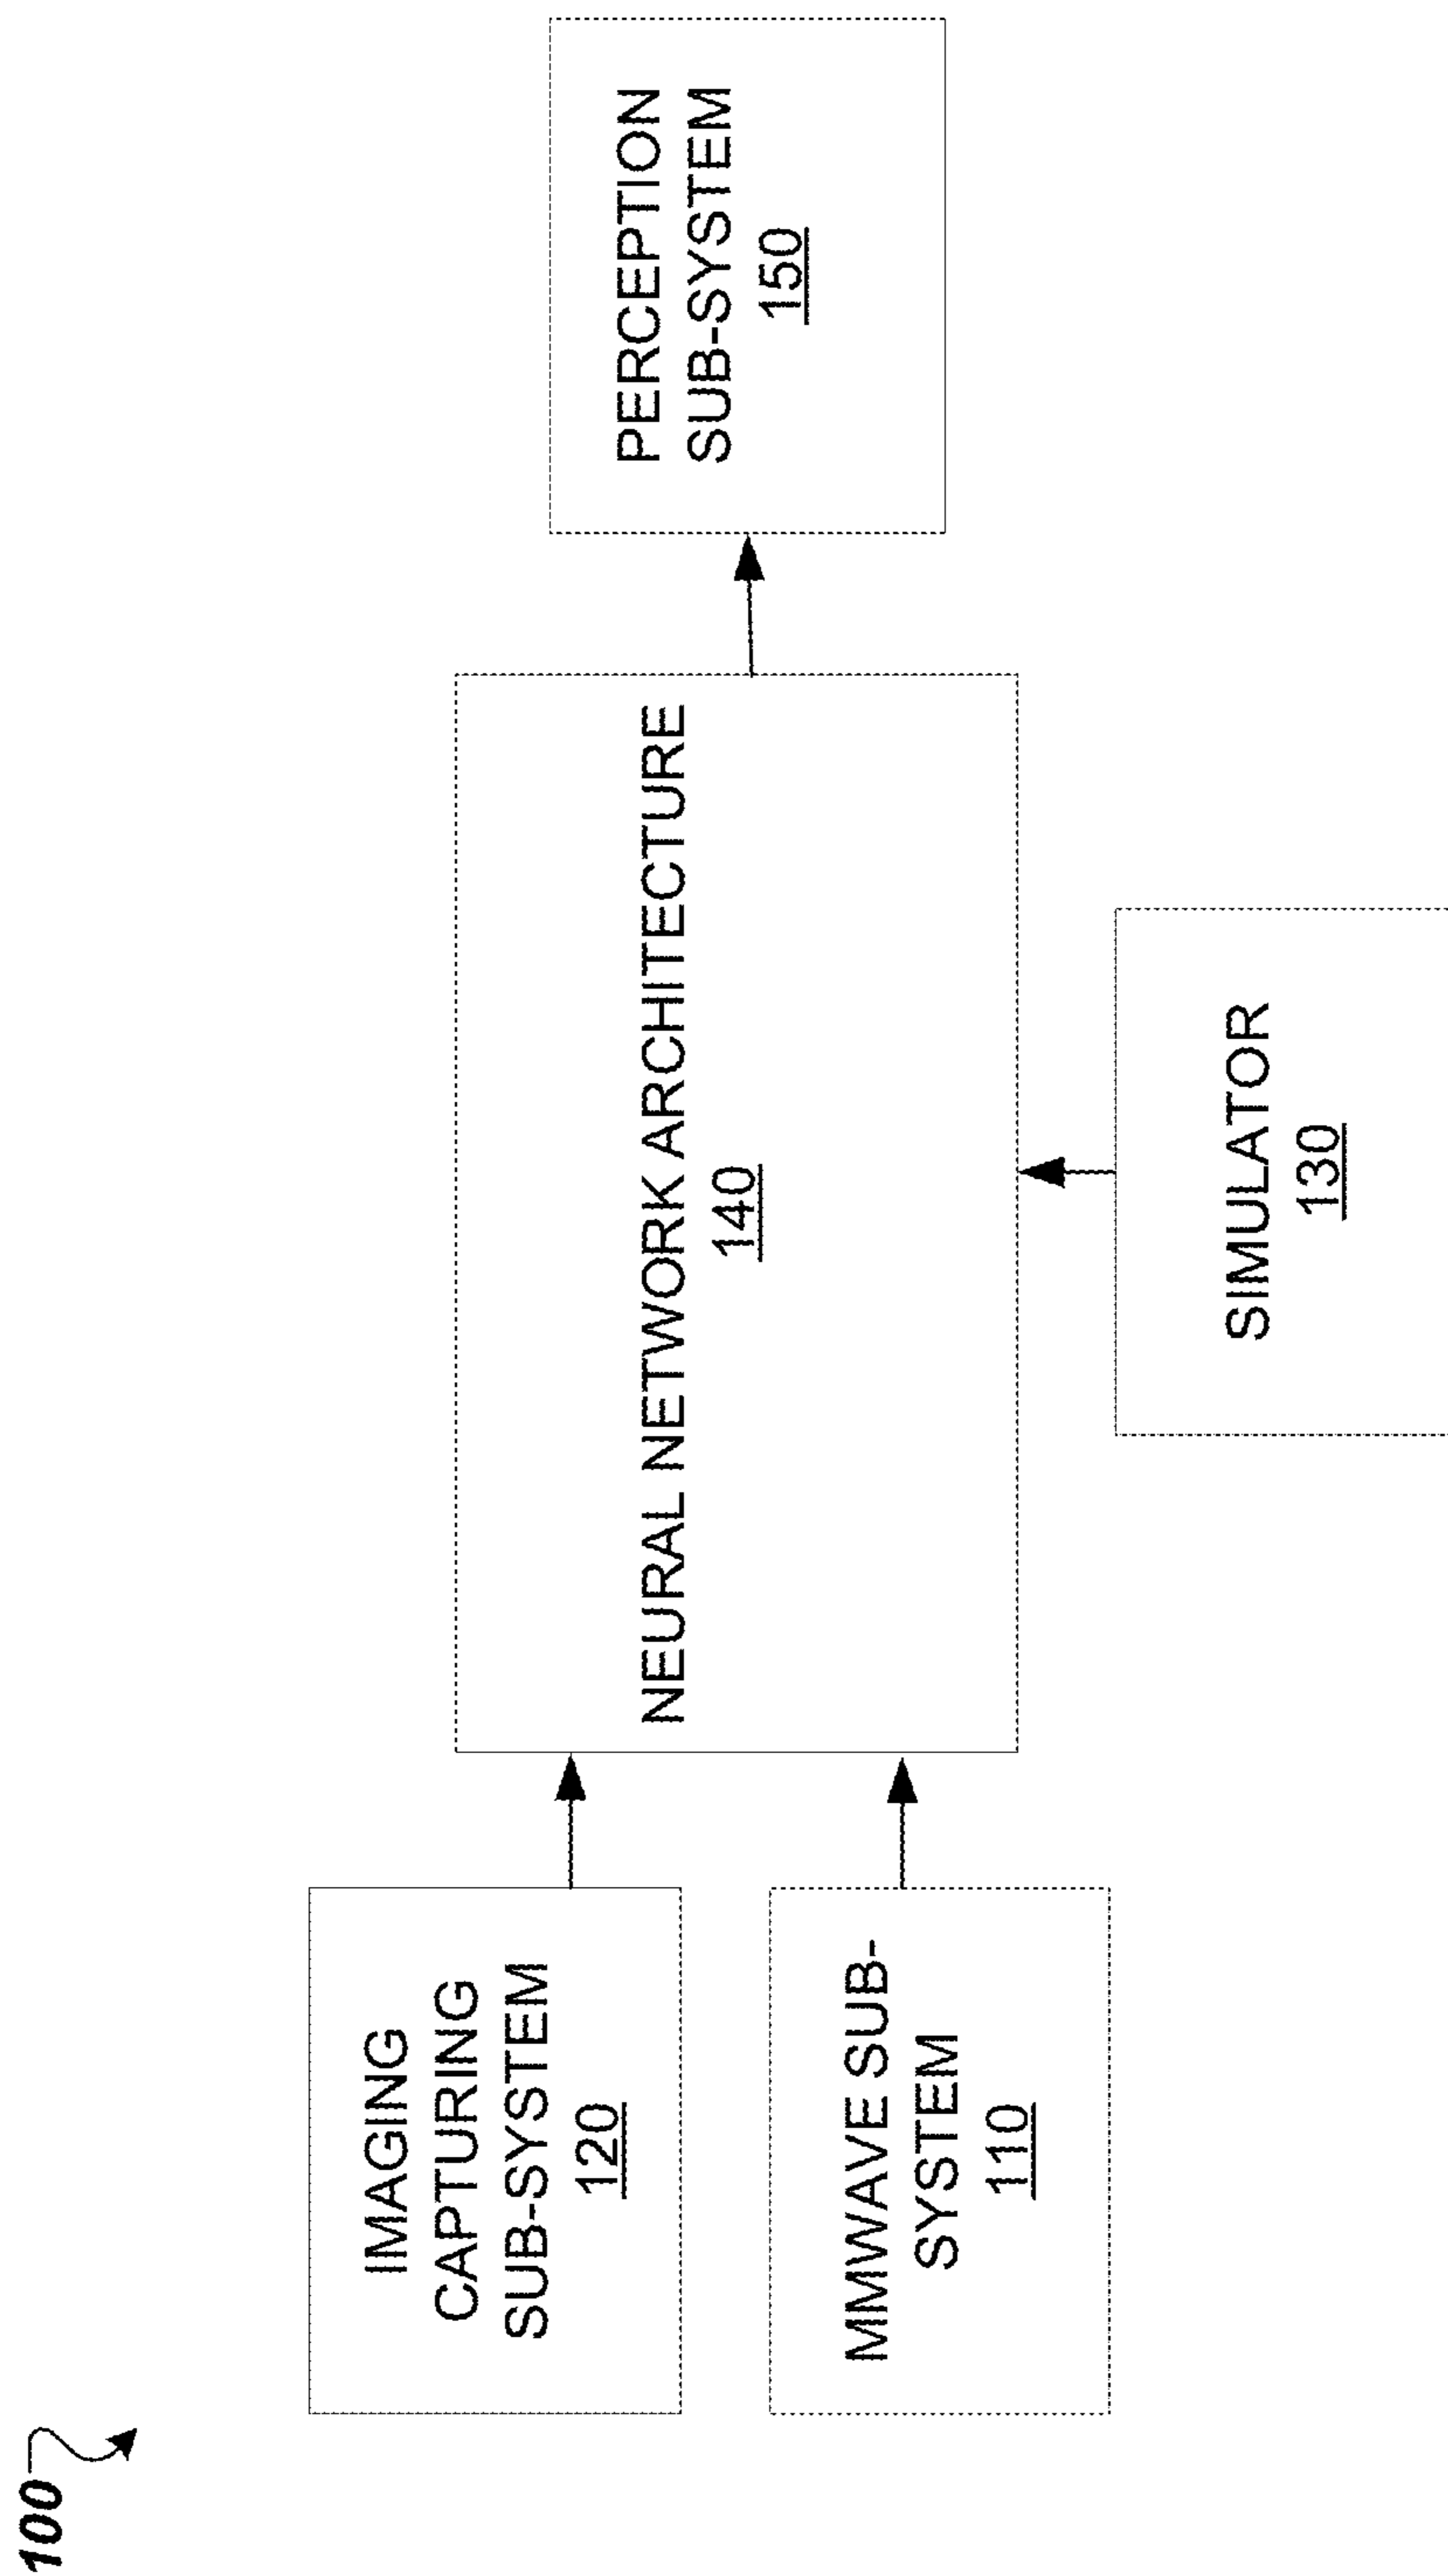 100
IMAGING
CAPTURING
SUB-SYSTEM
120
MMWAVE SUB-
SYSTEM
110
NEURAL NETWORK ARCHITECTURE
140
SIMULATOR
130
PERCEPTION
SUB-SYSTEM
150